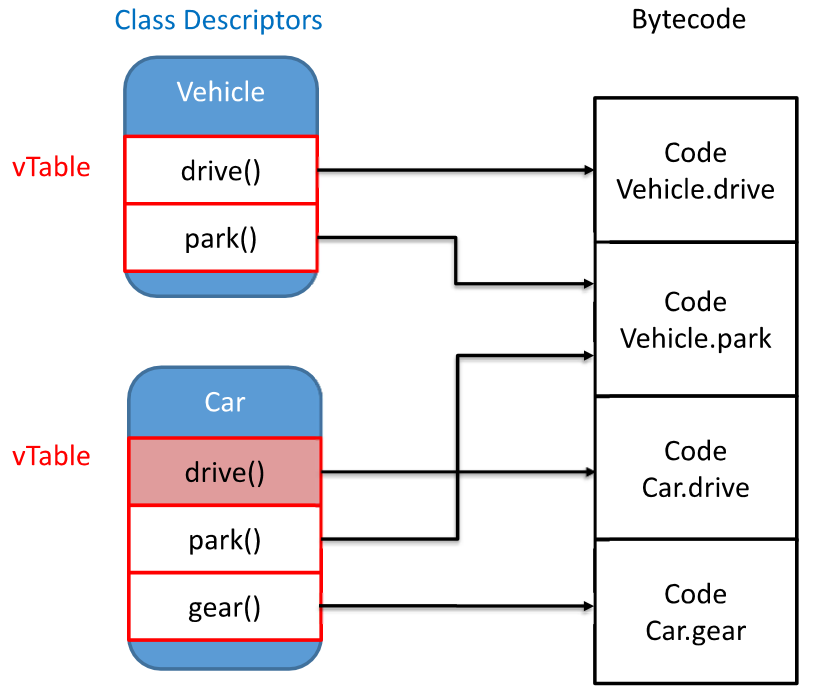 Class Descriptors
Bytecode
Vehicle
vTable
drive()
park()
Code
Vehicle.drive
Code
Vehicle.park
Car
vTable
drive()
park()
gear()
Code
Car.drive
Code
Car.gear